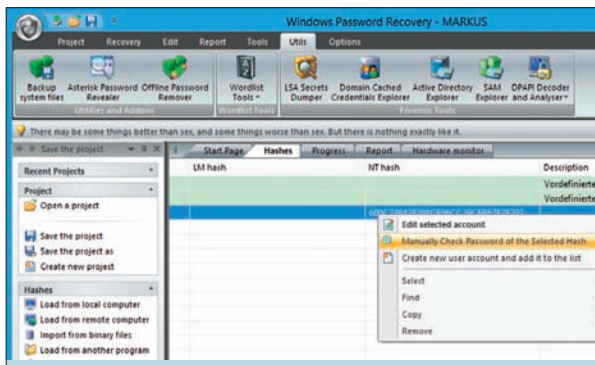 Windows Password Recovery - MARKUS
Project Recovery Edit Report Tools Utils Options
Backup system files
Asterisk Password Revealer
Offline Password Remover
Wordlist Tools
LSA Secrets Dumper
Domain Cached Credentials Explorer
Active Directory Explorer
SAM Explorer
DPAPI Decoder and Analyser
Utilities and Addons
Wordlist Tools
Forensic Tools
There may be some things better than sex, and some things worse than sex. But there is nothing exactly like it.
Save the project
Start Page Hashes Progress Report Hardware monitor
Recent Projects
Project
Open a project
Save the project
Save the project as
Create new project
Hashes
Load from local computer
Load from remote computer
Import from binary files
Load from another program
LM hash NT hash Description
Vordefinierte
Vordefinierte
Edit selected account
Manually Check Password of the Selected Hash
Create new user account and add it to the list
Select
Find
Copy
Remove